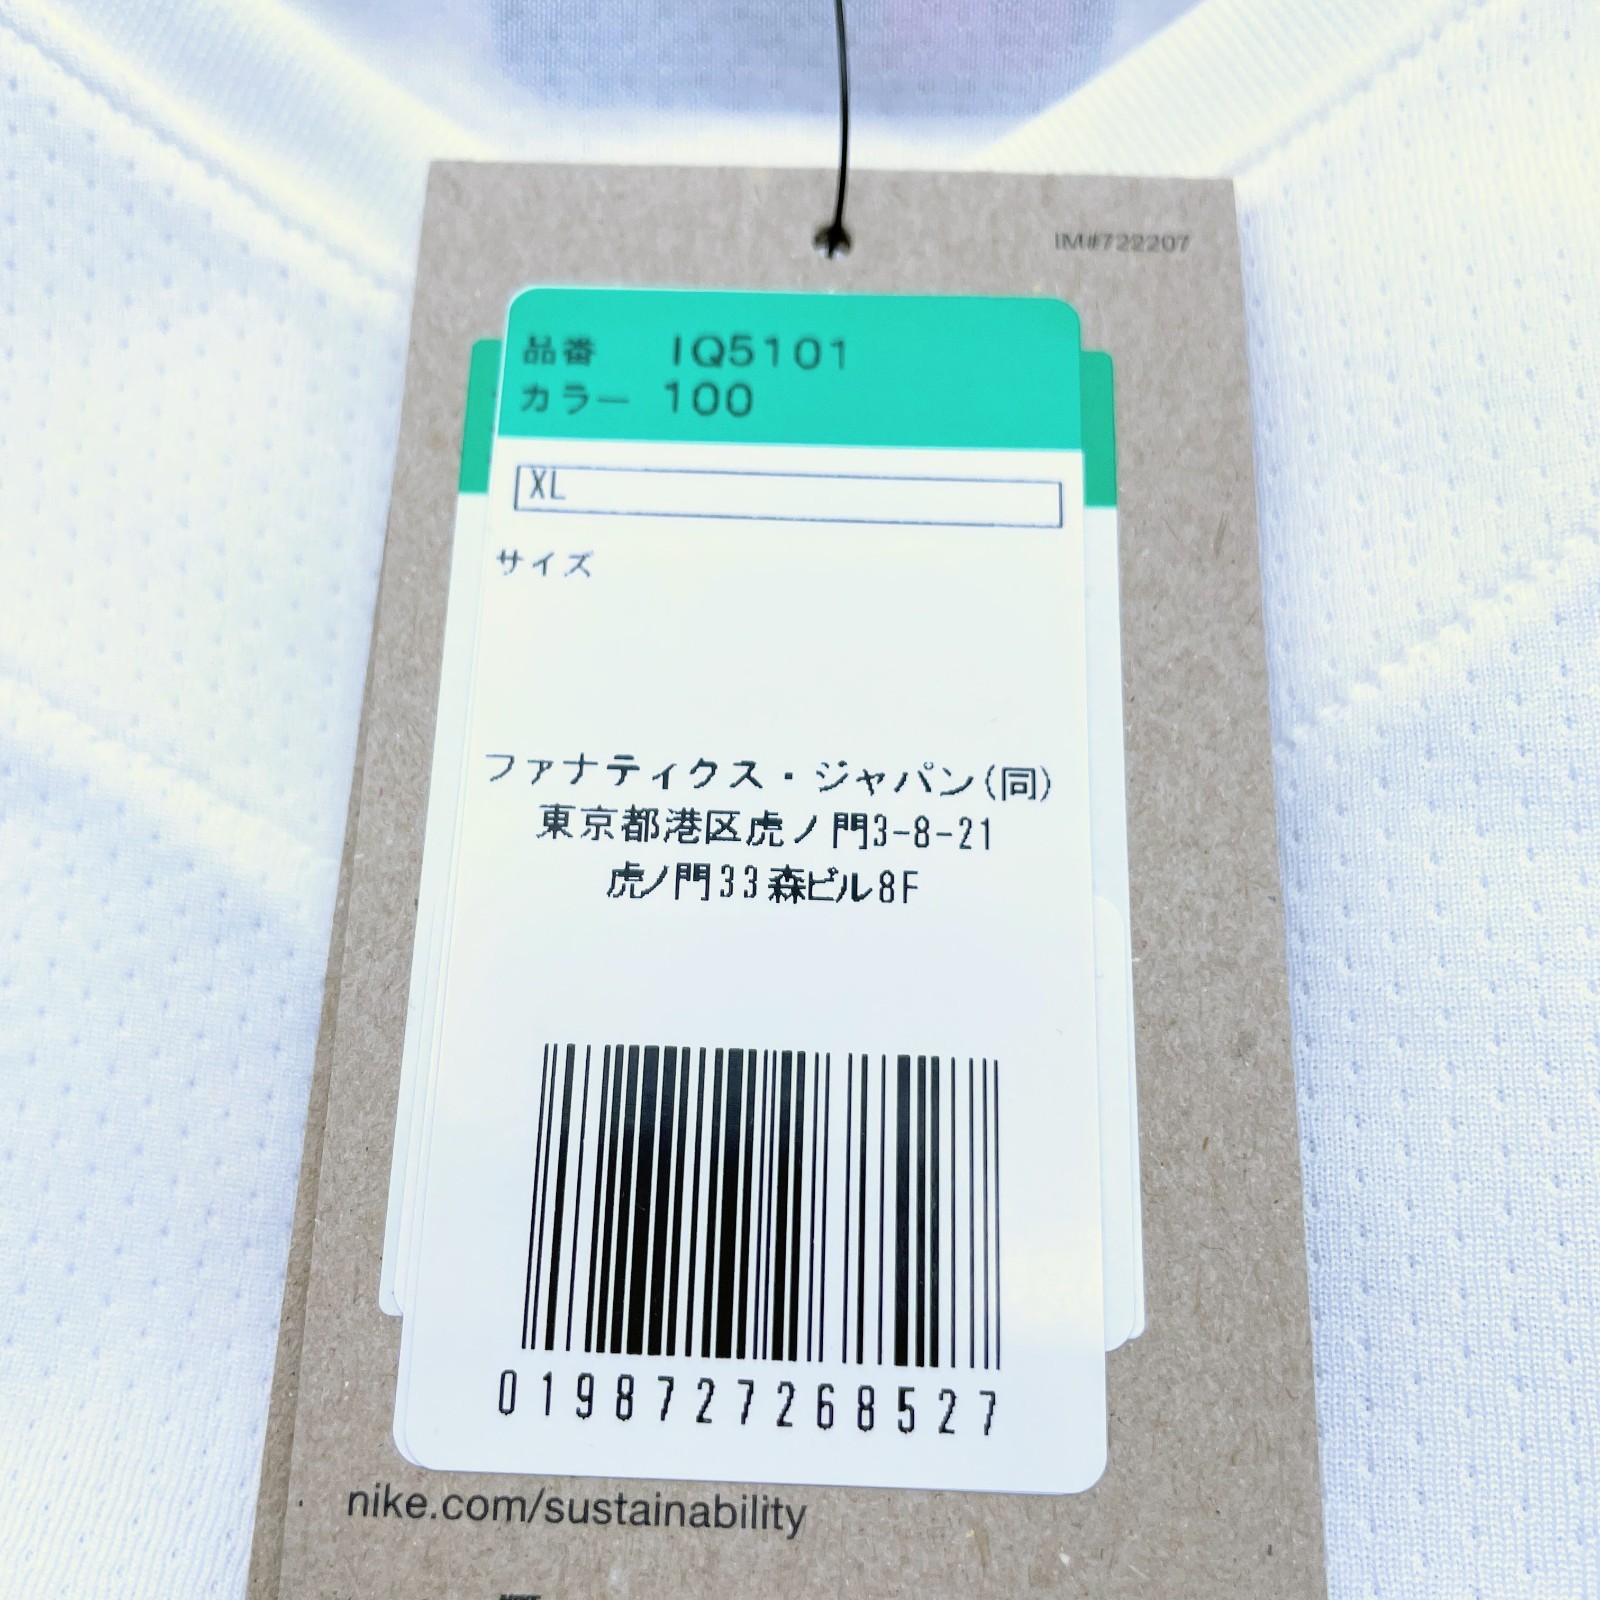 IM#722207
品番 IQ5101
カラー 100
XL
サイズ
ファナティクス・ジャパン(同)
東京都港区虎ノ門3-8-21
虎ノ門33森ビル8F
0198727268527
nike.com/sustainability